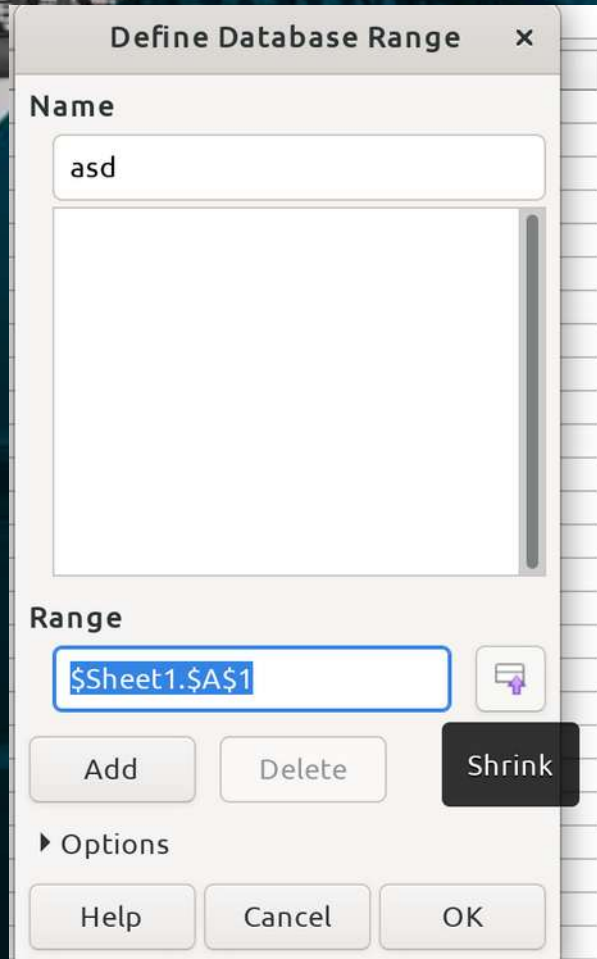 Define Database Range ×
Name
asd
Range
$Sheet1.$A$1
Add Delete Shrink
Options
Help Cancel OK